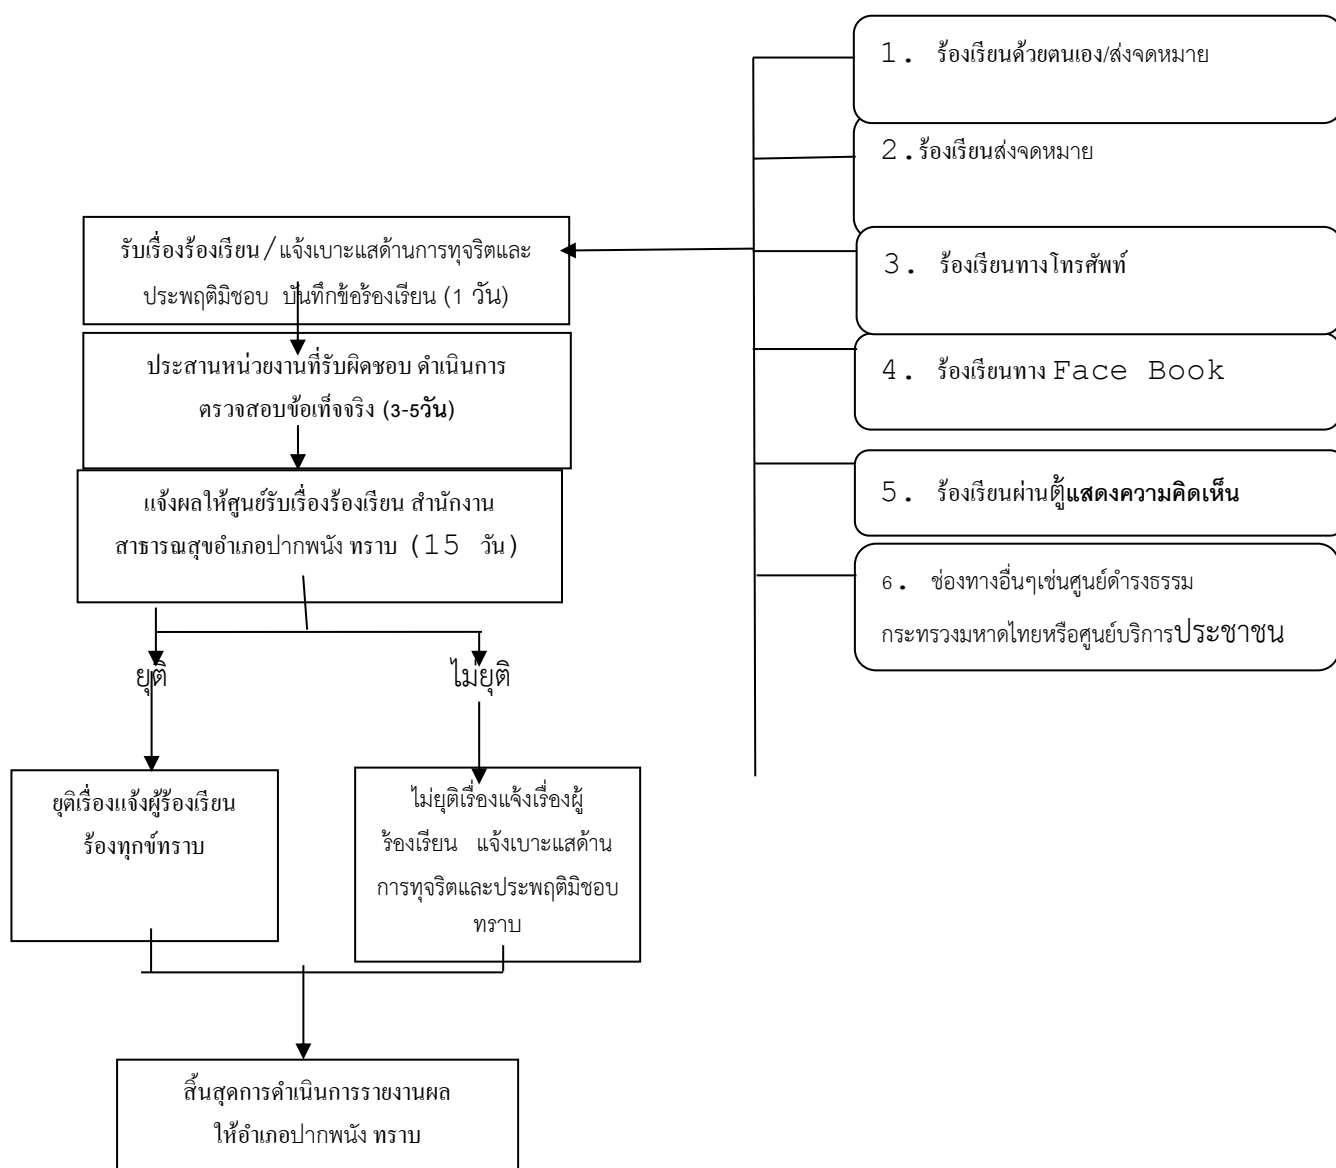 1. ร้องเรียนด้วยตนเอง/ส่งจดหมาย
2.ร้องเรียนส่งจดหมาย
3. ร้องเรียนทางโทรศัพท์
4. ร้องเรียนทาง Face Book
5. ร้องเรียนผ่านตู้แสดงความคิดเห็น
6. ช่องทางอื่นๆเช่นศูนย์ดำรงธรรม
กระทรวงมหาดไทยหรือศูนย์บริการประชาชน
รับเรื่องร้องเรียน/แจ้งเบาะแสด้านการทุจริตและ
ประพฤติมิชอบ บันทึกข้อร้องเรียน (1 วัน)
ประสานหน่วยงานที่รับผิดชอบ ดำเนินการ
ตรวจสอบข้อเท็จจริง (3-5วัน)
แจ้งผลให้ศูนย์รับเรื่องร้องเรียน สำนักงาน
สาธารณสุขอำเภอปากพนัง ทราบ (15 วัน)
ยุติ
ไม่ยุติ
ยุติเรื่องแจ้งผู้ร้องเรียน
ร้องทุกข์ทราบ
ไม่ยุติเรื่องแจ้งเรื่องผู้
ร้องเรียน แจ้งเบาะแสด้าน
การทุจริตและประพฤติมิชอบ
ทราบ
สิ้นสุดการดำเนินการรายงานผล
ให้อำเภอปากพนัง ทราบ